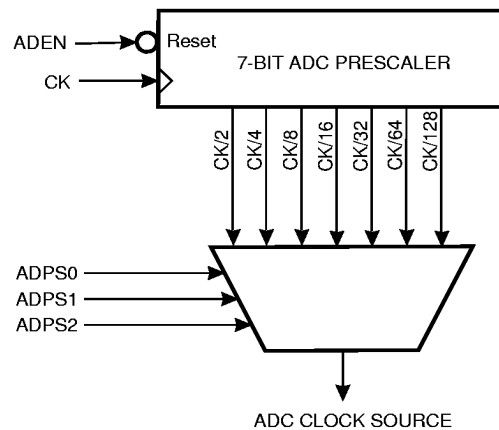 ADEN
Reset
7-BIT ADC PRESCALER
CK
CK/2
CK/4
CK/8
CK/16
CK/32
CK/64
CK/128
ADPS0
ADPS1
ADPS2
ADC CLOCK SOURCE